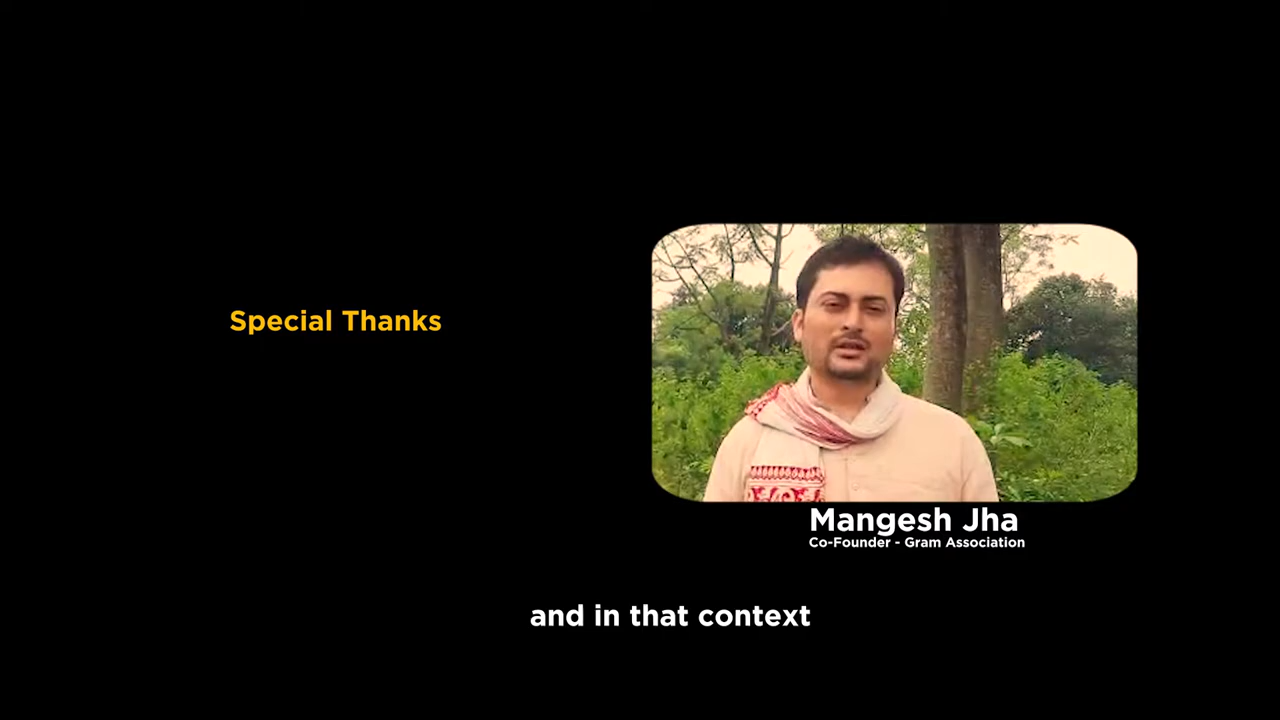 Special Thanks
Mangesh Jha
Co-Founder - Gram Association
and in that context